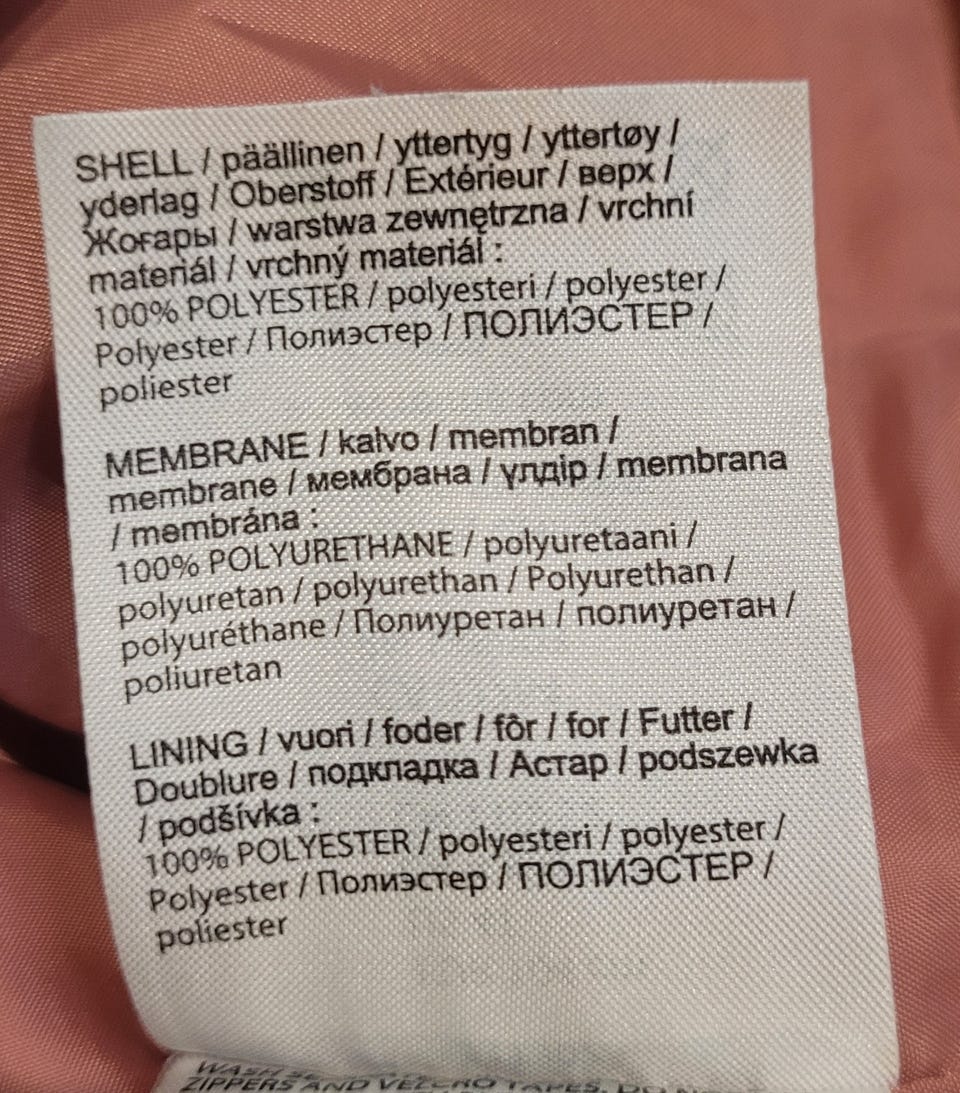 SHELL / päällinen / yttertyg / yttertøy /
yderlag / Oberstoff / Extérieur / верх /
Жоғары / warstwa zewnętrzna / vrchní
materiál / vrchný materiál :
100% POLYESTER / polyesteri / polyester /
Polyester / Полиэстер / ПОЛИЭСТЕР /
poliester
MEMBRANE / kalvo / membran /
membrane / мембрана / үлдір / membrana
/ membrána :
100% POLYURETHANE / polyuretaani /
polyuretan / polyurethan / Polyurethan /
polyuréthane / Полиуретан / полиуретан /
poliuretan
LINING / vuori / foder / fôr / for / Futter /
Doublure / подкладка / Астар / podszewka
/ podšívka :
100% POLYESTER / polyesteri / polyester /
Polyester / Полиэстер / ПОЛИЭСТЕР /
poliester
WASH
ZIPPERS AND VELCRO TAPES. DO